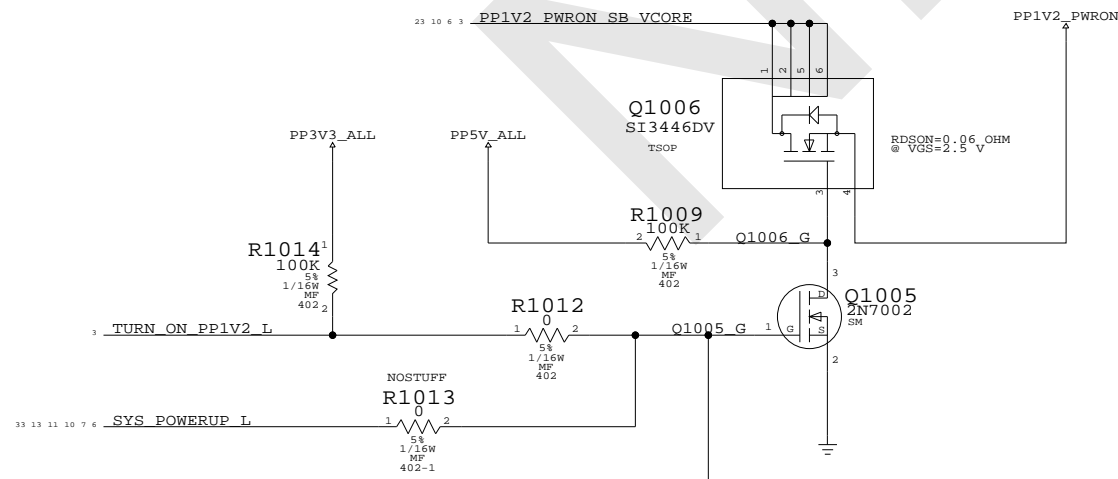 23 10 6 3 PP1V2_PWRON_SB_VCORE
PP1V2_PWRON
1 2 5 6
Q1006
SI3446DV
TSOP
RDSON=0.06 OHM
@ VGS=2.5 V
3 4
PP3V3_ALL
PP5V_ALL
R1009
100K
2 1
5%
1/16W
MF
402
Q1006_G
R1014
100K
5%
1/16W
MF
402
1
2
3
Q1005
2N7002
SM
D
G
S
1
2
R1012
0
1 2
5%
1/16W
MF
402
3 TURN_ON_PP1V2_L
Q1005_G
NOSTUFF
R1013
0
1 2
5%
1/16W
MF
402-1
33 13 11 10 7 6 SYS_POWERUP_L